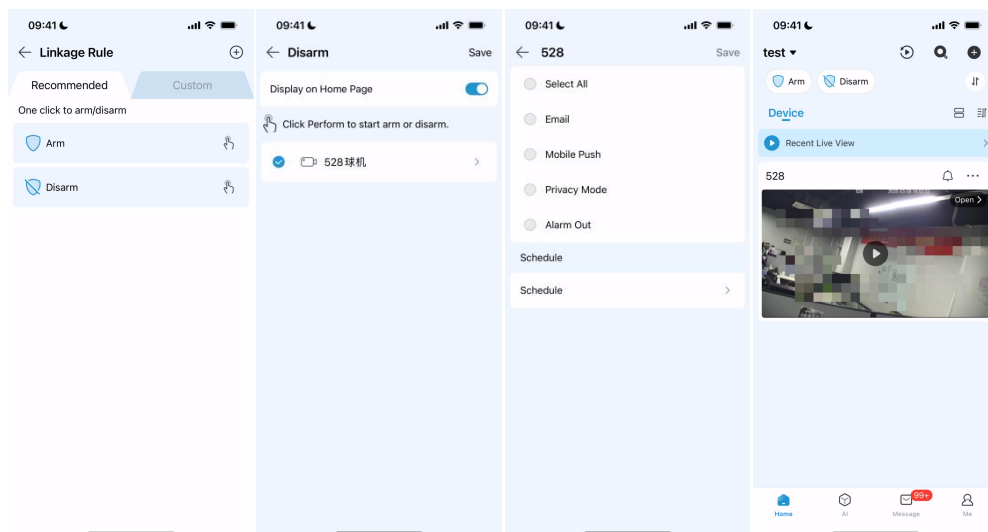 09:41
Linkage Rule
Recommended
Custom
One click to arm/disarm
Arm
Disarm
09:41
Disarm
Save
Display on Home Page
Click Perform to start arm or disarm.
528球机
09:41
528
Save
Select All
Email
Mobile Push
Privacy Mode
Alarm Out
Schedule
Schedule
09:41
test
Arm
Disarm
Device
Recent Live View
528
528
Open
Home
AI
99+
Message
Me